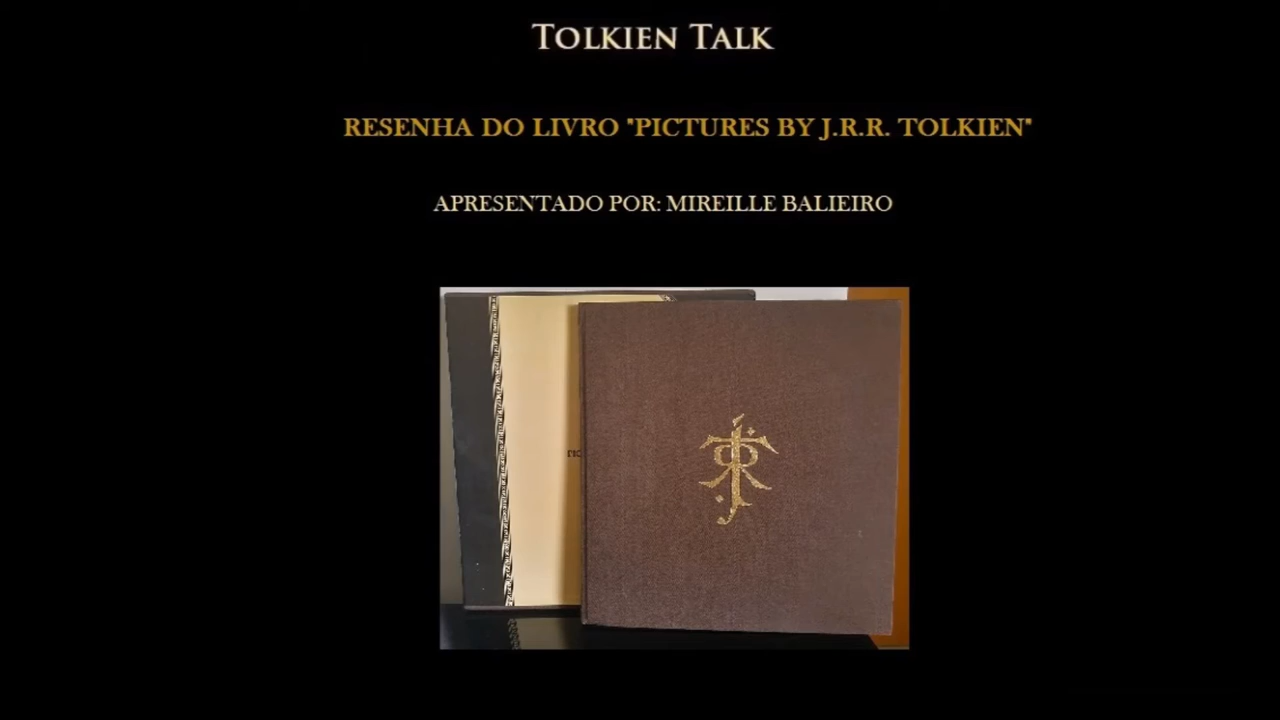 TOLKIEN TALK
RESENHA DO LIVRO "PICTURES BY J.R.R. TOLKIEN"
APRESENTADO POR: MIREILLE BALIEIRO